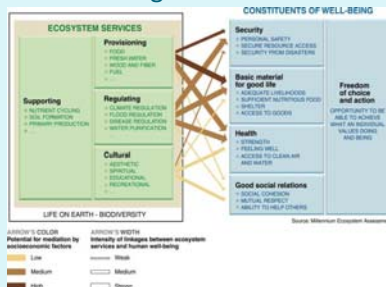 CONSTITUENTS OF WELL-BEING
ECOSYSTEM SERVICES
Provisioning
FOOD
FRESH WATER
WOOD AND FIBER
FUEL
...
Supporting
NUTRIENT CYCLING
SOIL FORMATION
PRIMARY PRODUCTION
...
Regulating
CLIMATE REGULATION
FLOOD REGULATION
DISEASE REGULATION
WATER PURIFICATION
...
Cultural
AESTHETIC
SPIRITUAL
EDUCATIONAL
RECREATIONAL
...
LIFE ON EARTH - BIODIVERSITY
Security
PERSONAL SAFETY
SECURE RESOURCE ACCESS
SECURITY FROM DISASTERS
Basic material
for good life
ADEQUATE LIVELIHOODS
SUFFICIENT NUTRITIOUS FOOD
SHELTER
ACCESS TO GOODS
Health
STRENGTH
FEELING WELL
ACCESS TO CLEAN AIR
AND WATER
Good social relations
SOCIAL COHESION
MUTUAL RESPECT
ABILITY TO HELP OTHERS
Freedom
of choice
and action
OPPORTUNITY TO BE
ABLE TO ACHIEVE
WHAT AN INDIVIDUAL
VALUES DOING
AND BEING
Source: Millennium Ecosystem Assessment
ARROW'S COLOR
Potential for mediation by
socioeconomic factors
Low
Medium
High
ARROW'S WIDTH
Intensity of linkages between ecosystem
services and human well-being
Weak
Medium
Strong